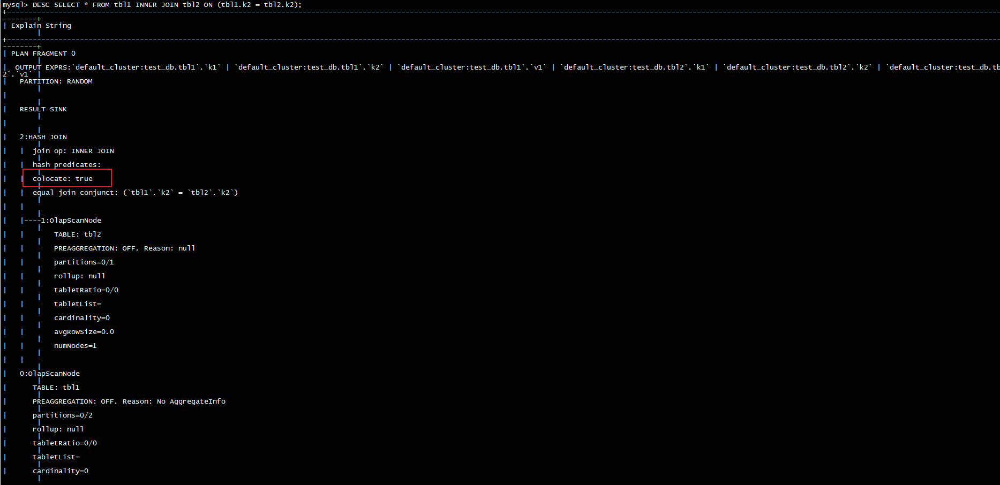 mysql> DESC SELECT * FROM tbl1 INNER JOIN tbl2 ON (tbl1.k2 = tbl2.k2);
| Explain String
|
| PLAN FRAGMENT 0
|
|  OUTPUT EXPRS:`default_cluster:test_db.tbl1`.`k1` | `default_cluster:test_db.tbl1`.`k2` | `default_cluster:test_db.tbl1`.`v1` | `default_cluster:test_db.tbl2`.`k1` | `default_cluster:test_db.tbl2`.`k2` | `default_cluster:test_db.tb
2`.`v1` |
|   PARTITION: RANDOM
|
|
|
|   RESULT SINK
|
|
|
|   2:HASH JOIN
|
|   |  join op: INNER JOIN
|
|   |  hash predicates:
|
|   |  colocate: true
|
|   |  equal join conjunct: (`tbl1`.`k2` = `tbl2`.`k2`)
|
|   |
|
|   |----1:OlapScanNode
|
|   |       TABLE: tbl2
|
|   |       PREAGGREGATION: OFF. Reason: null
|
|   |       partitions=0/1
|
|   |       rollup: null
|
|   |       tabletRatio=0/0
|
|   |       tabletList=
|
|   |       cardinality=0
|
|   |       avgRowSize=0.0
|
|   |       numNodes=1
|
|   |
|
|   0:OlapScanNode
|
|      TABLE: tbl1
|
|      PREAGGREGATION: OFF. Reason: No AggregateInfo
|
|      partitions=0/2
|
|      rollup: null
|
|      tabletRatio=0/0
|
|      tabletList=
|
|      cardinality=0
|